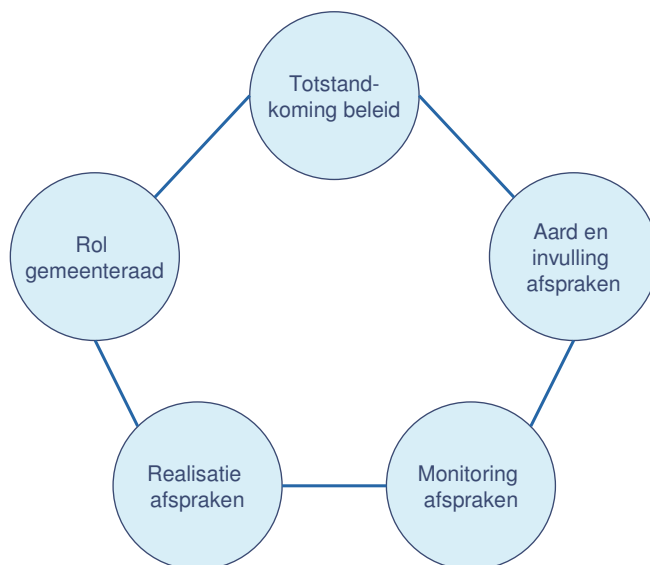 Totstand-
koming beleid
Aard en
invulling
afspraken
Monitoring
afspraken
Realisatie
afspraken
Rol
gemeenteraad